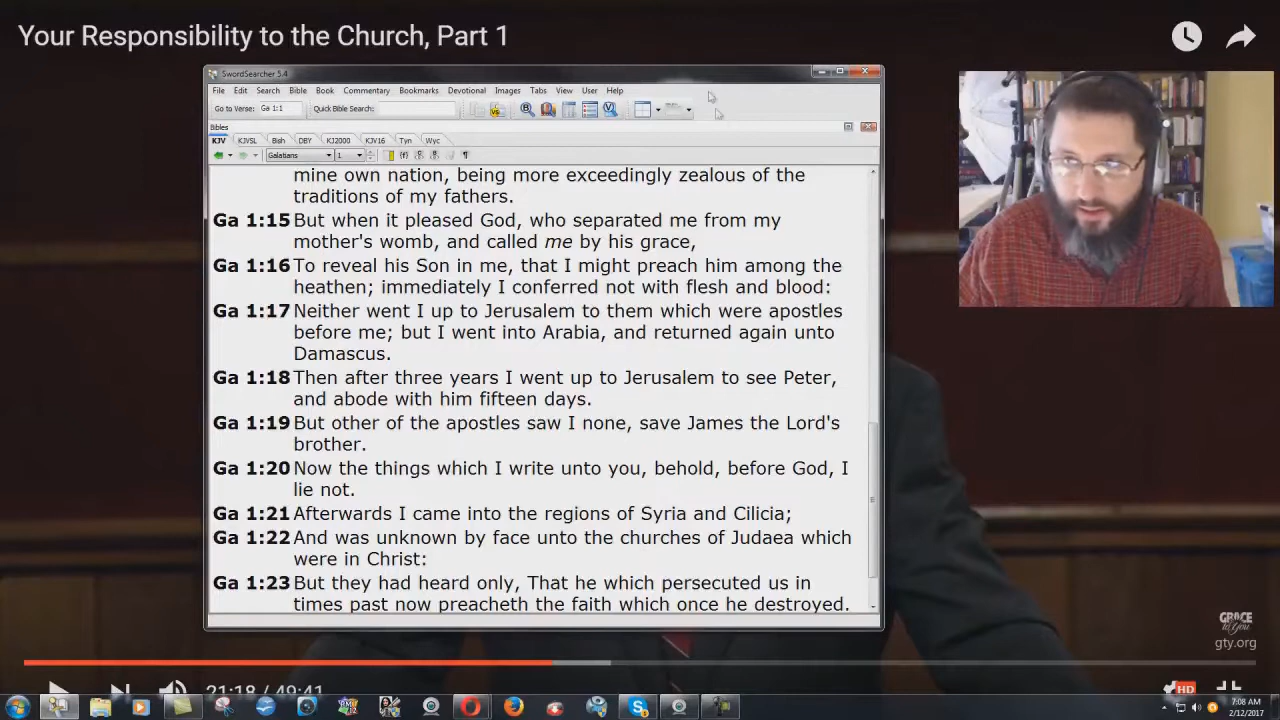 Your Responsibility to the Church, Part 1
SwordSearcher 5.4
File Edit Search Bible Book Commentary Bookmarks Devotional Images Tabs View User Help
Go to Verse: Ga 1:1 Quick Bible Search:
Bibles
KJV KJVSL Bish DBY KJ2000 KJV16 Tyn Wyc
Galatians 1
mine own nation, being more exceedingly zealous of the
traditions of my fathers.
Ga 1:15 But when it pleased God, who separated me from my
mother's womb, and called me by his grace,
Ga 1:16 To reveal his Son in me, that I might preach him among the
heathen; immediately I conferred not with flesh and blood:
Ga 1:17 Neither went I up to Jerusalem to them which were apostles
before me; but I went into Arabia, and returned again unto
Damascus.
Ga 1:18 Then after three years I went up to Jerusalem to see Peter,
and abode with him fifteen days.
Ga 1:19 But other of the apostles saw I none, save James the Lord's
brother.
Ga 1:20 Now the things which I write unto you, behold, before God, I
lie not.
Ga 1:21 Afterwards I came into the regions of Syria and Cilicia;
Ga 1:22 And was unknown by face unto the churches of Judaea which
were in Christ:
Ga 1:23 But they had heard only, That he which persecuted us in
times past now preacheth the faith which once he destroyed.
GRACE
to You
gty.org
21:18 / 49:41
HD
7:08 AM
2/12/2017